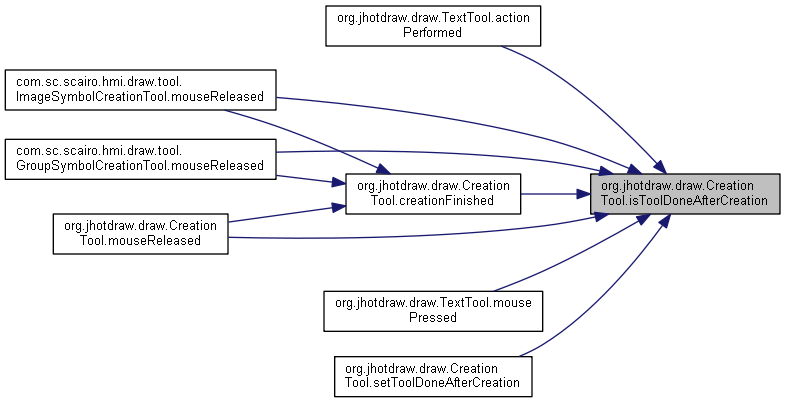 org.jhotdraw.draw.TextTool.action
Performed
com.sc.scairo.hmi.draw.tool.
ImageSymbolCreationTool.mouseReleased
com.sc.scairo.hmi.draw.tool.
GroupSymbolCreationTool.mouseReleased
org.jhotdraw.draw.Creation
Tool.creationFinished
org.jhotdraw.draw.Creation
Tool.isToolDoneAfterCreation
org.jhotdraw.draw.Creation
Tool.mouseReleased
org.jhotdraw.draw.TextTool.mouse
Pressed
org.jhotdraw.draw.Creation
Tool.setToolDoneAfterCreation